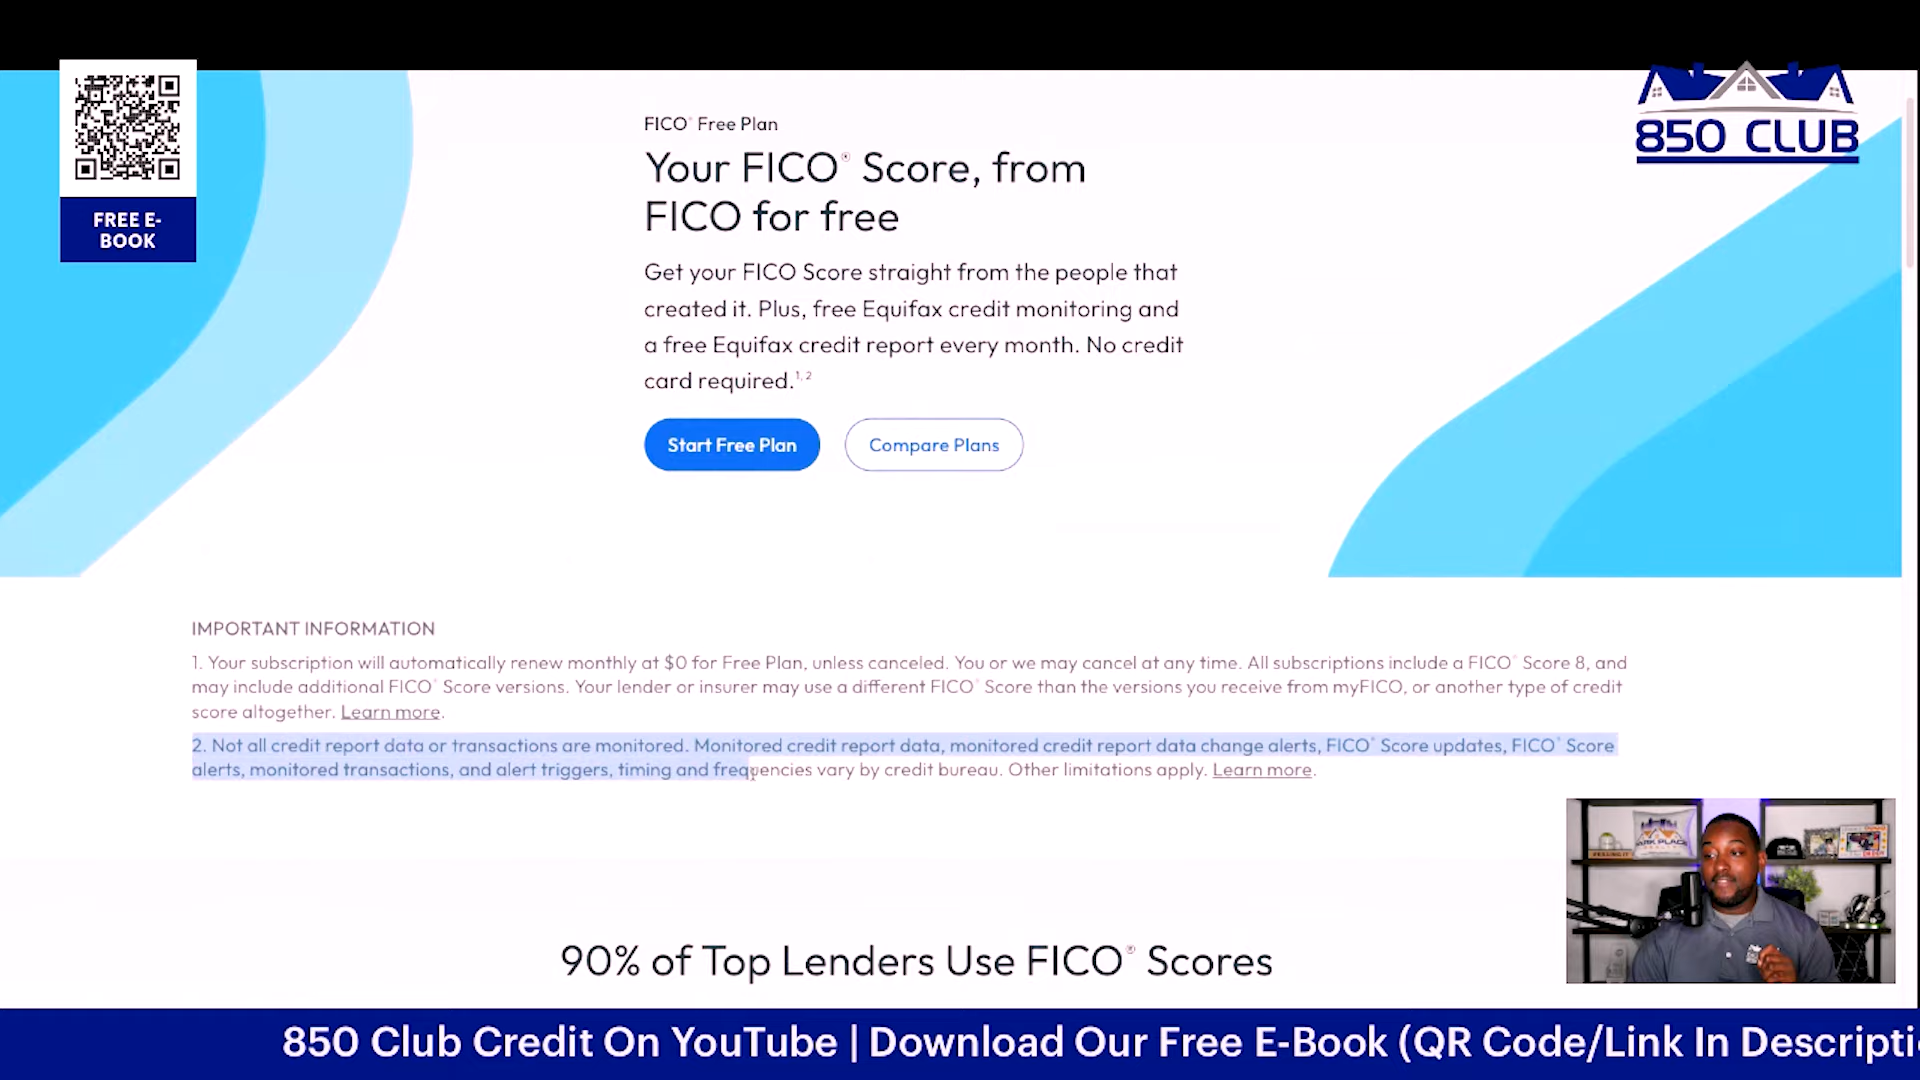 FREE E-
BOOK
850 CLUB
FICO® Free Plan
Your FICO® Score, from
FICO for free
Get your FICO Score straight from the people that
created it. Plus, free Equifax credit monitoring and
a free Equifax credit report every month. No credit
card required.1, 2
Start Free Plan
Compare Plans
IMPORTANT INFORMATION
1. Your subscription will automatically renew monthly at $0 for Free Plan, unless canceled. You or we may cancel at any time. All subscriptions include a FICO® Score 8, and
may include additional FICO® Score versions. Your lender or insurer may use a different FICO® Score than the versions you receive from myFICO, or another type of credit
score altogether. Learn more.
2. Not all credit report data or transactions are monitored. Monitored credit report data, monitored credit report data change alerts, FICO® Score updates, FICO® Score
alerts, monitored transactions, and alert triggers, timing and frequencies vary by credit bureau. Other limitations apply. Learn more.
90% of Top Lenders Use FICO® Scores
850 Club Credit On YouTube | Download Our Free E-Book (QR Code/Link In Descripti